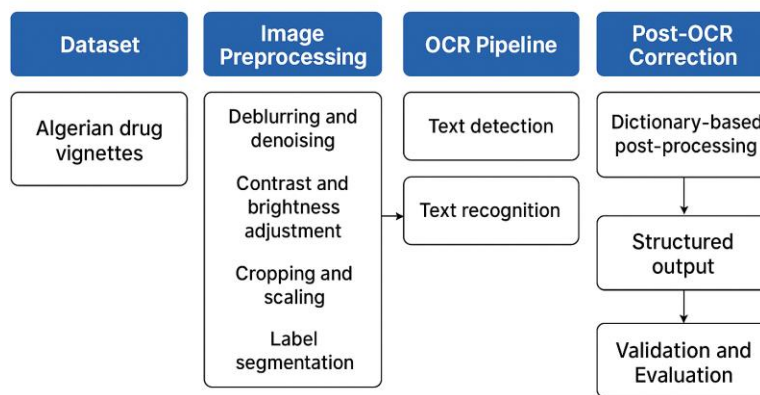 Dataset
Algerian drug
vignettes
Image
Preprocessing
Deblurring and
denoising
Contrast and
brightness
adjustment
Cropping and
scaling
Label
segmentation
OCR Pipeline
Text detection
Text recognition
Post-OCR
Correction
Dictionary-based
post-processing
Structured
output
Validation and
Evaluation